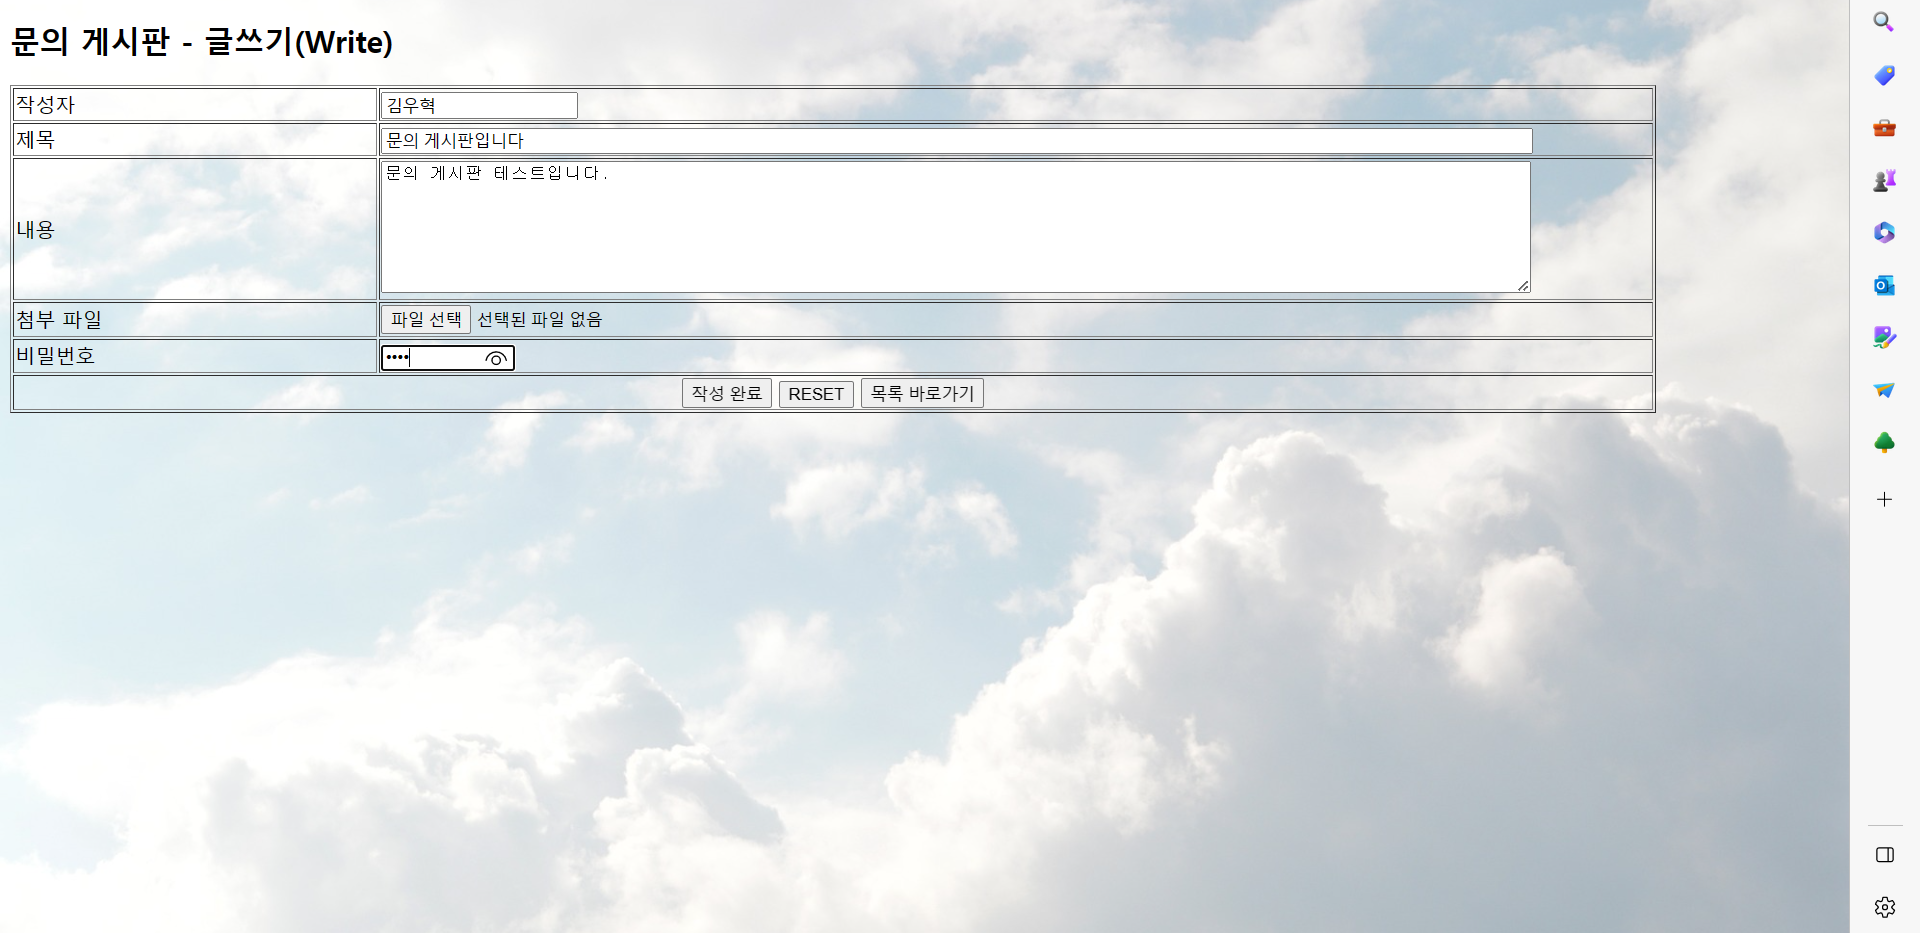 문의 게시판 - 글쓰기(Write)
작성자 김우혁
제목 문의 게시판입니다
내용 문의 게시판 테스트입니다.
첨부 파일 파일 선택 선택된 파일 없음
비밀번호 ••••
작성 완료 RESET 목록 바로가기